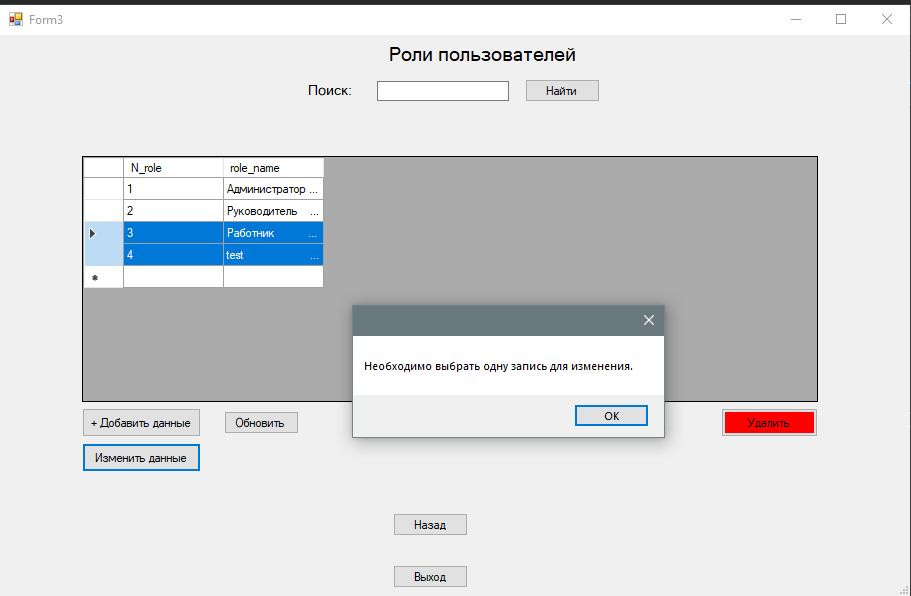 Form3
Роли пользователей
Поиск:
Найти
N_role role_name
1 Администратор ...
2 Руководитель ...
3 Работник ...
4 test ...
Необходимо выбрать одну запись для изменения.
OK
+ Добавить данные
Обновить
Удалить
Изменить данные
Назад
Выход